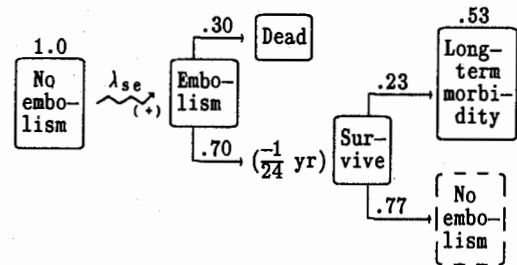 1.0
No
embo-
lism
λse
(+)
Embo-
lism
.30
Dead
.70
(-1/24 yr)
Sur-
vive
.23
.53
Long-
term
morbi-
dity
.77
No
embo-
lism